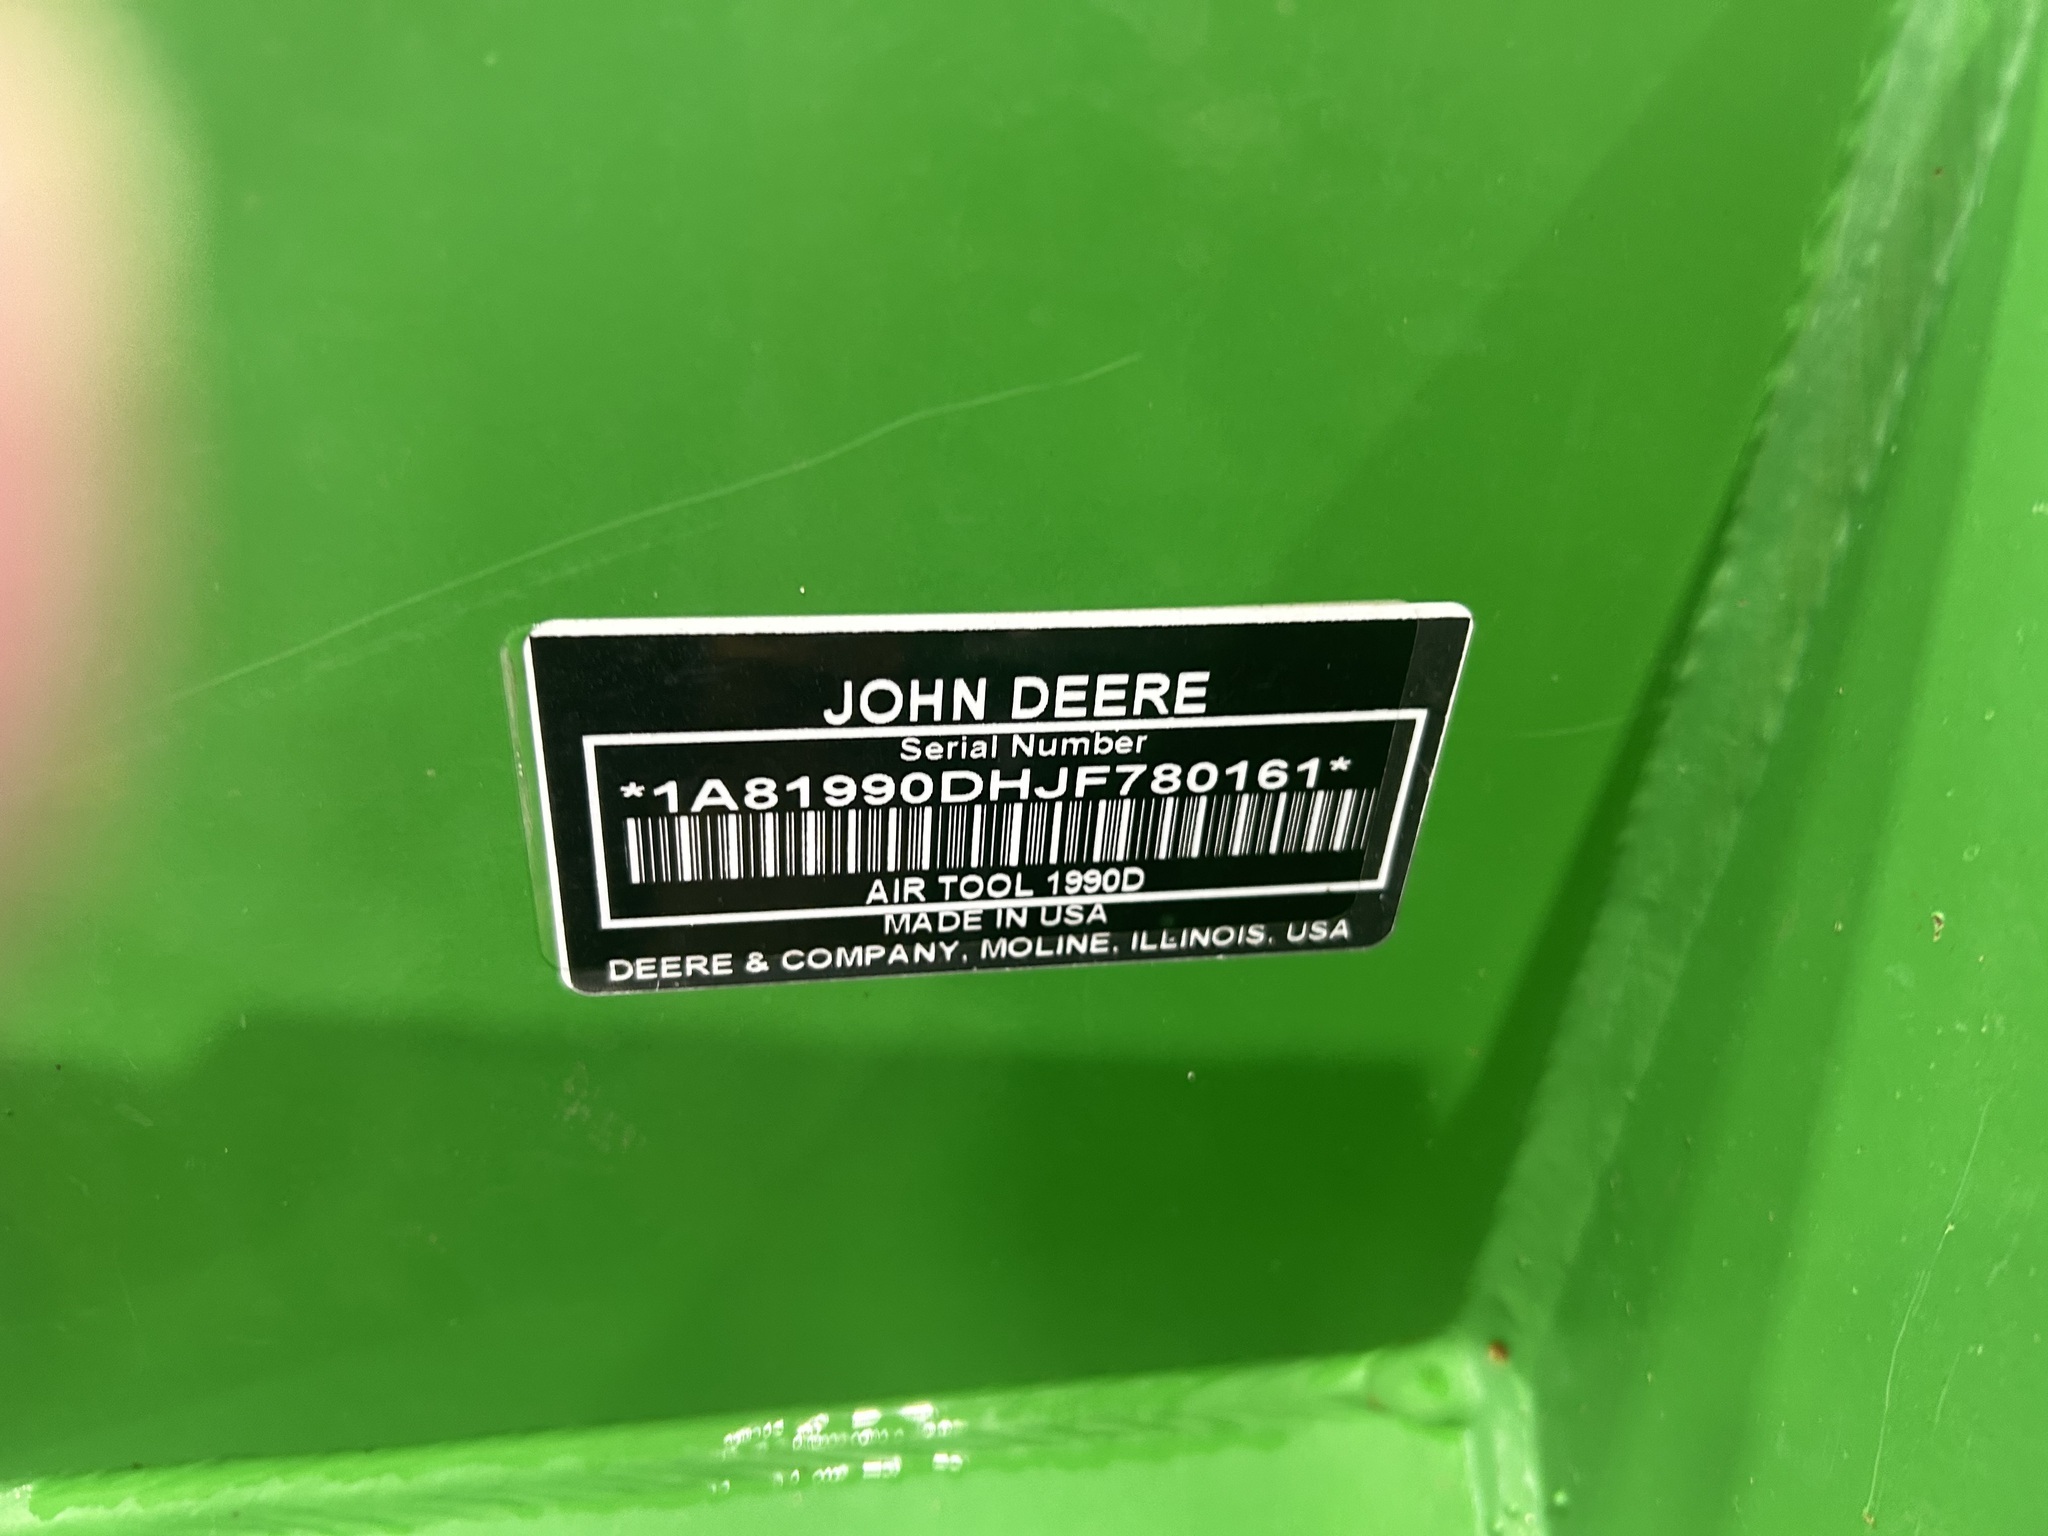 JOHN DEERE
Serial Number
*1A81990DHJF780161*
AIR TOOL 1990D
MADE IN USA
DEERE & COMPANY, MOLINE, ILLINOIS, USA